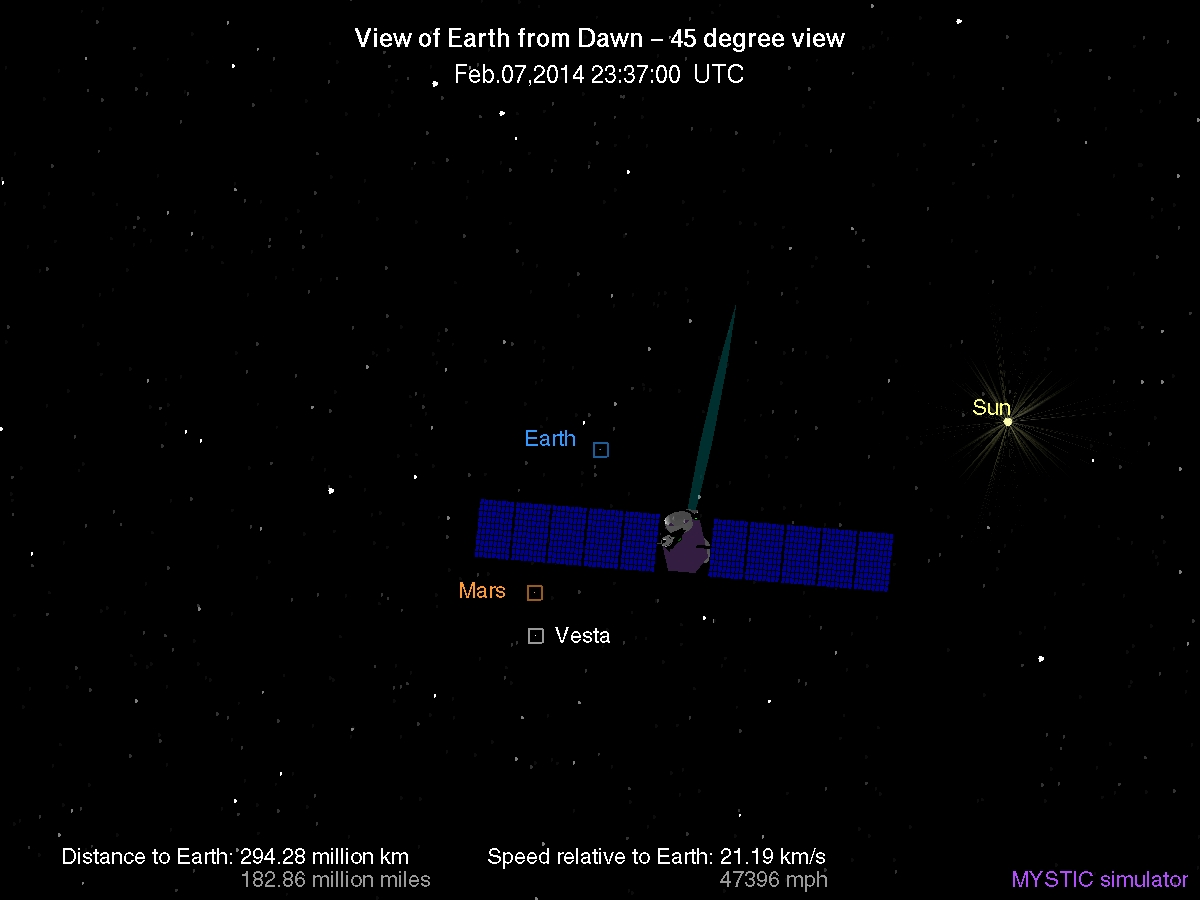 View of Earth from Dawn – 45 degree view
Feb.07,2014 23:37:00 UTC
Sun
Earth
Mars
Vesta
Distance to Earth: 294.28 million km
182.86 million miles
Speed relative to Earth: 21.19 km/s
47396 mph
MYSTIC simulator